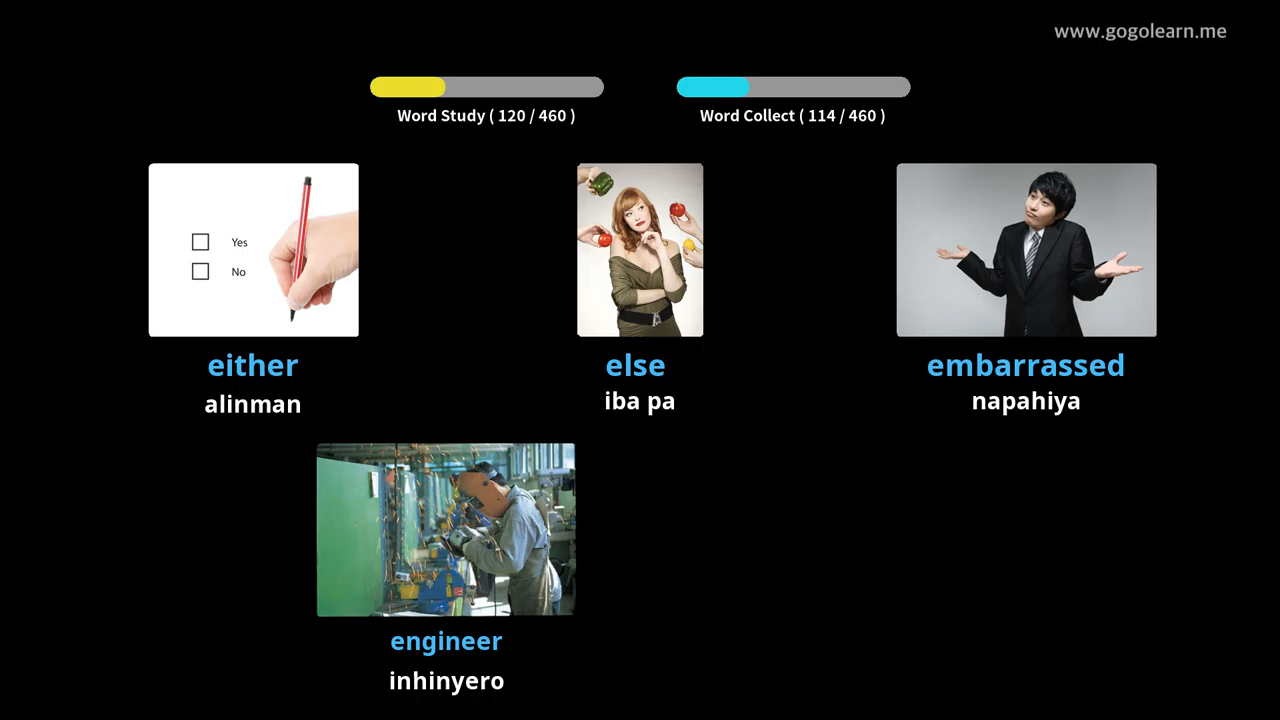 www.gogolearn.me
Word Study ( 120 / 460 )
Word Collect ( 114 / 460 )
Yes
No
either
alinman
else
iba pa
embarrassed
napahiya
engineer
inhinyero